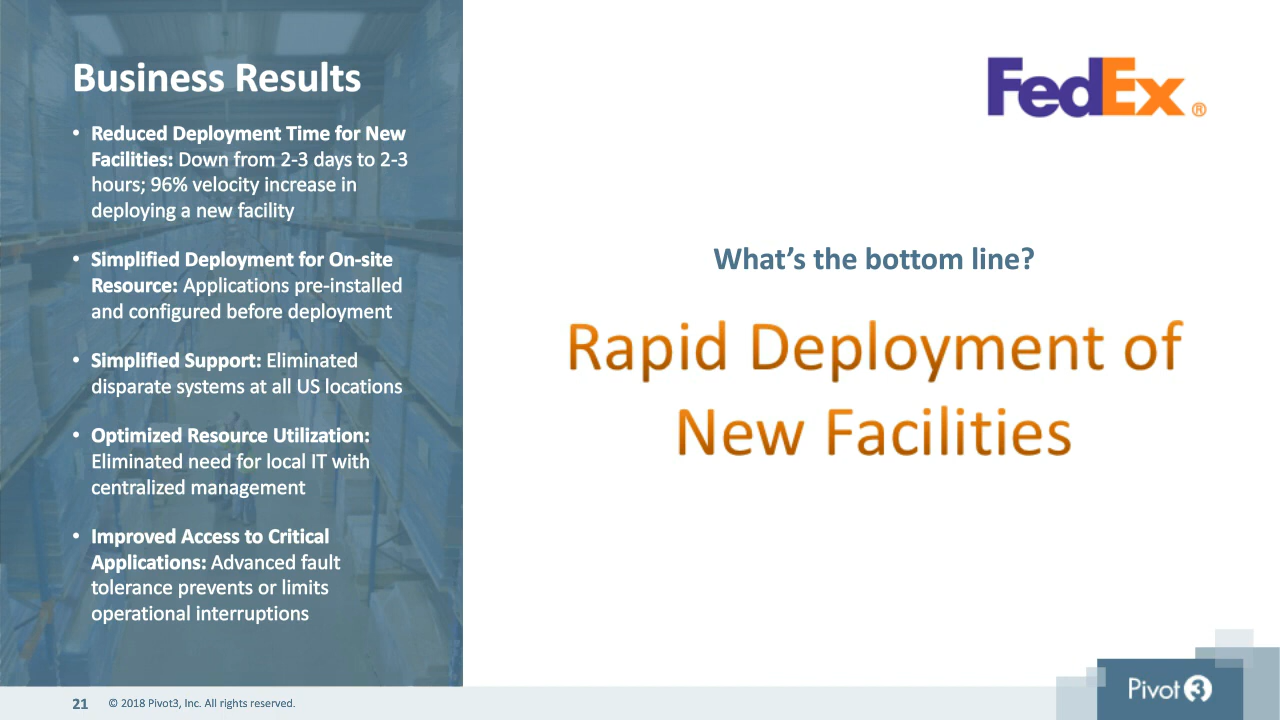 Business Results
• Reduced Deployment Time for New
Facilities: Down from 2-3 days to 2-3
hours; 96% velocity increase in
deploying a new facility
• Simplified Deployment for On-site
Resource: Applications pre-installed
and configured before deployment
• Simplified Support: Eliminated
disparate systems at all US locations
• Optimized Resource Utilization:
Eliminated need for local IT with
centralized management
• Improved Access to Critical
Applications: Advanced fault
tolerance prevents or limits
operational interruptions
FedEx®
What’s the bottom line?
Rapid Deployment of
New Facilities
21 © 2018 Pivot3, Inc. All rights reserved.
Pivot3